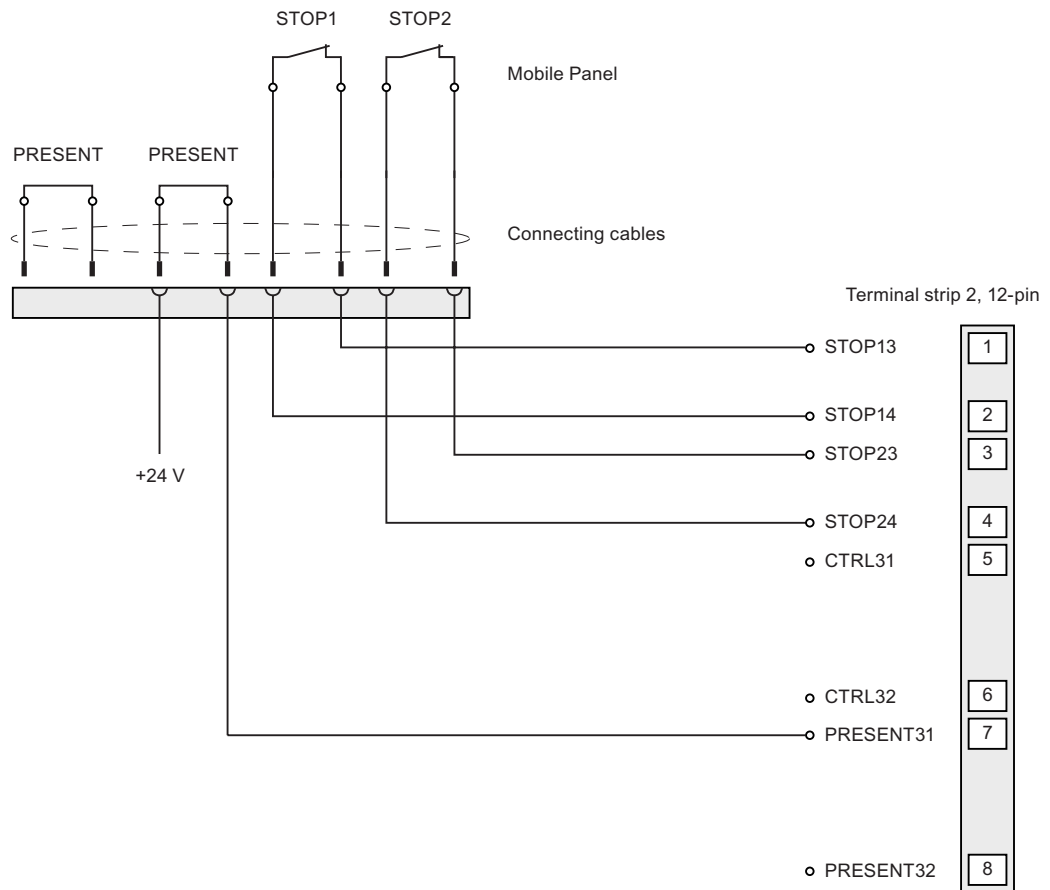 STOP1 STOP2
Mobile Panel
PRESENT PRESENT
Connecting cables
Terminal strip 2, 12-pin
STOP13 1
STOP14 2
STOP23 3
+24 V
STOP24 4
CTRL31 5
CTRL32 6
PRESENT31 7
PRESENT32 8